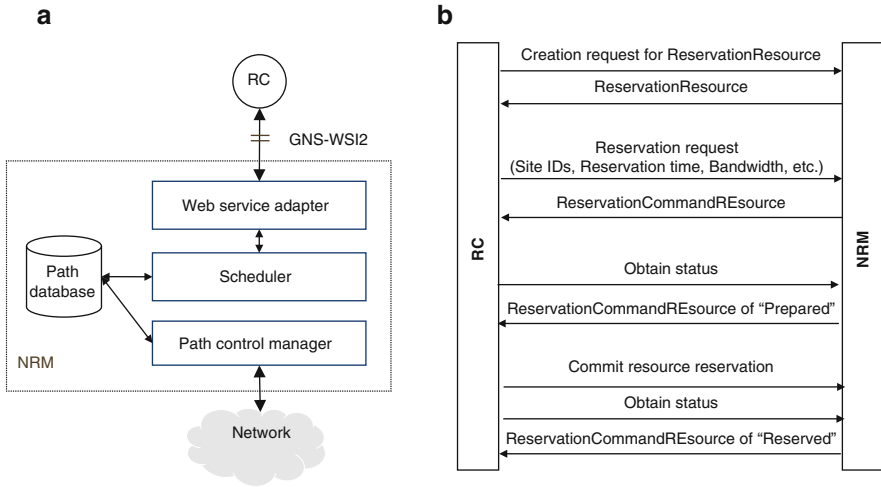 a
RC
GNS-WSI2
Web service adapter
Scheduler
Path
database
Path control manager
NRM
Network
b
Creation request for ReservationResource
ReservationResource
Reservation request
(Site IDs, Reservation time, Bandwidth, etc.)
ReservationCommandREsource
RC
NRM
Obtain status
ReservationCommandREsource of “Prepared”
Commit resource reservation
Obtain status
ReservationCommandREsource of “Reserved”